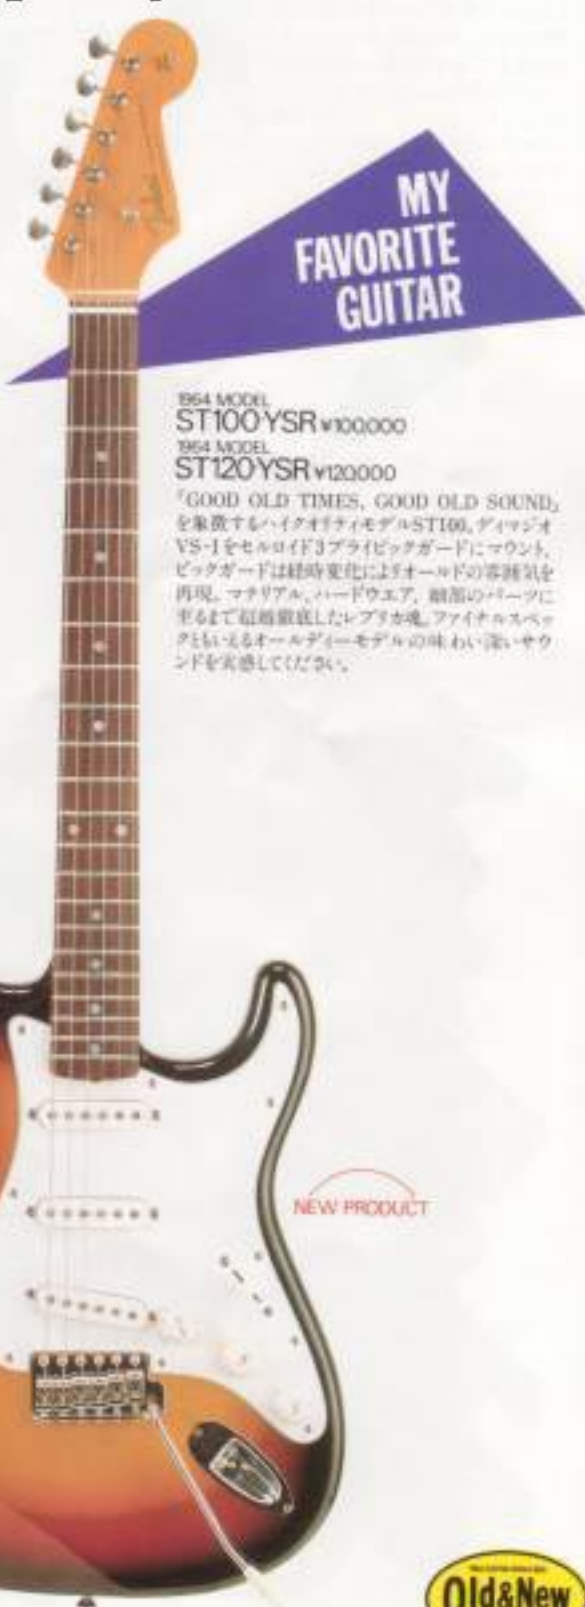 MY
FAVORITE
GUITAR
1964 MODEL
ST100 YSR ¥100,000
1964 MODEL
ST120 YSR ¥120,000
『GOOD OLD TIMES, GOOD OLD SOUND』
を象徴するハイクオリティモデルST100。ディマジオ
VS-1をセルロイド3プライピックガードにマウント。
ピックガードは経時変化によりオールドの雰囲気を
再現。マテリアル、ハードウエア、細部のパーツに
至るまで超越徹底したレプリカ魂。ファイナルスペッ
クともいえるオールディーモデルの味わい深いサウ
ンドを実感してください。
NEW PRODUCT
Old&New